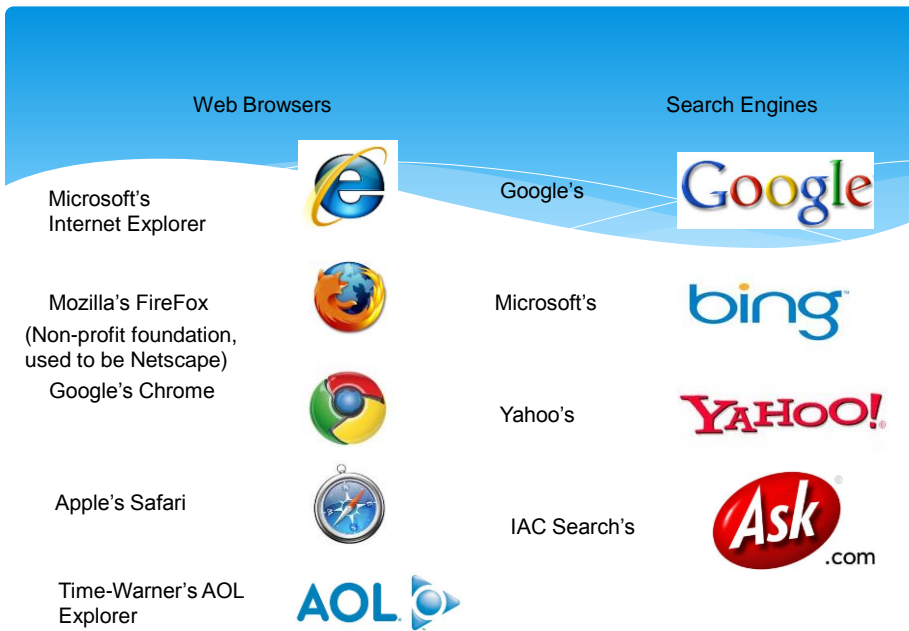 Web Browsers
Search Engines
Microsoft's
Internet Explorer
Google's
Google
Mozilla's FireFox
(Non-profit foundation,
used to be Netscape)
Microsoft's
bing™
Google's Chrome
Yahoo's
YAHOO!®
Apple's Safari
IAC Search's
Ask®
.com
Time-Warner's AOL
Explorer
AOL